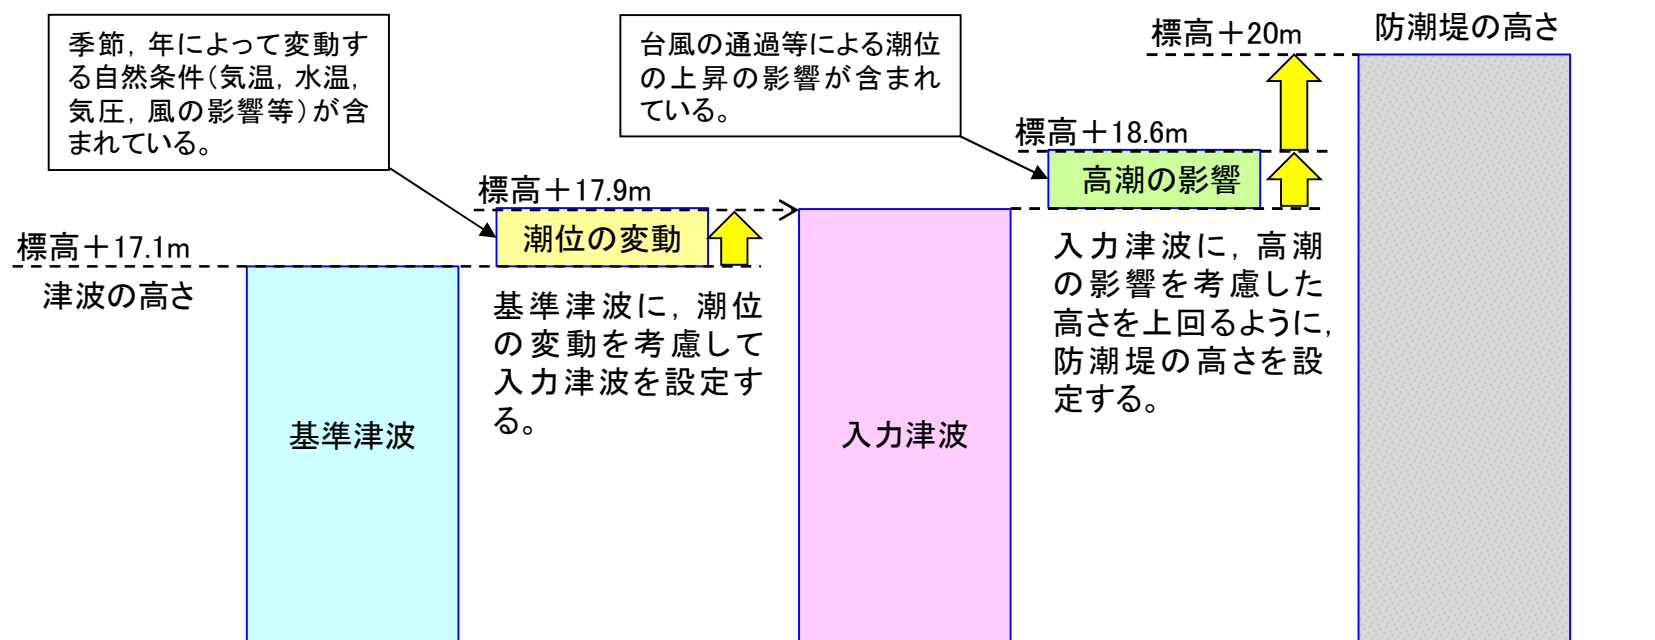 季節，年によって変動す
る自然条件（気温，水温，
気圧，風の影響等）が含
まれている。
台風の通過等による潮位
の上昇の影響が含まれ
ている。
標高＋20m
防潮堤の高さ
標高＋18.6m
高潮の影響
標高＋17.9m
潮位の変動
標高＋17.1m
津波の高さ
基準津波に，潮位
の変動を考慮して
入力津波を設定す
る。
入力津波に，高潮
の影響を考慮した
高さを上回るように，
防潮堤の高さを設
定する。
基準津波
入力津波